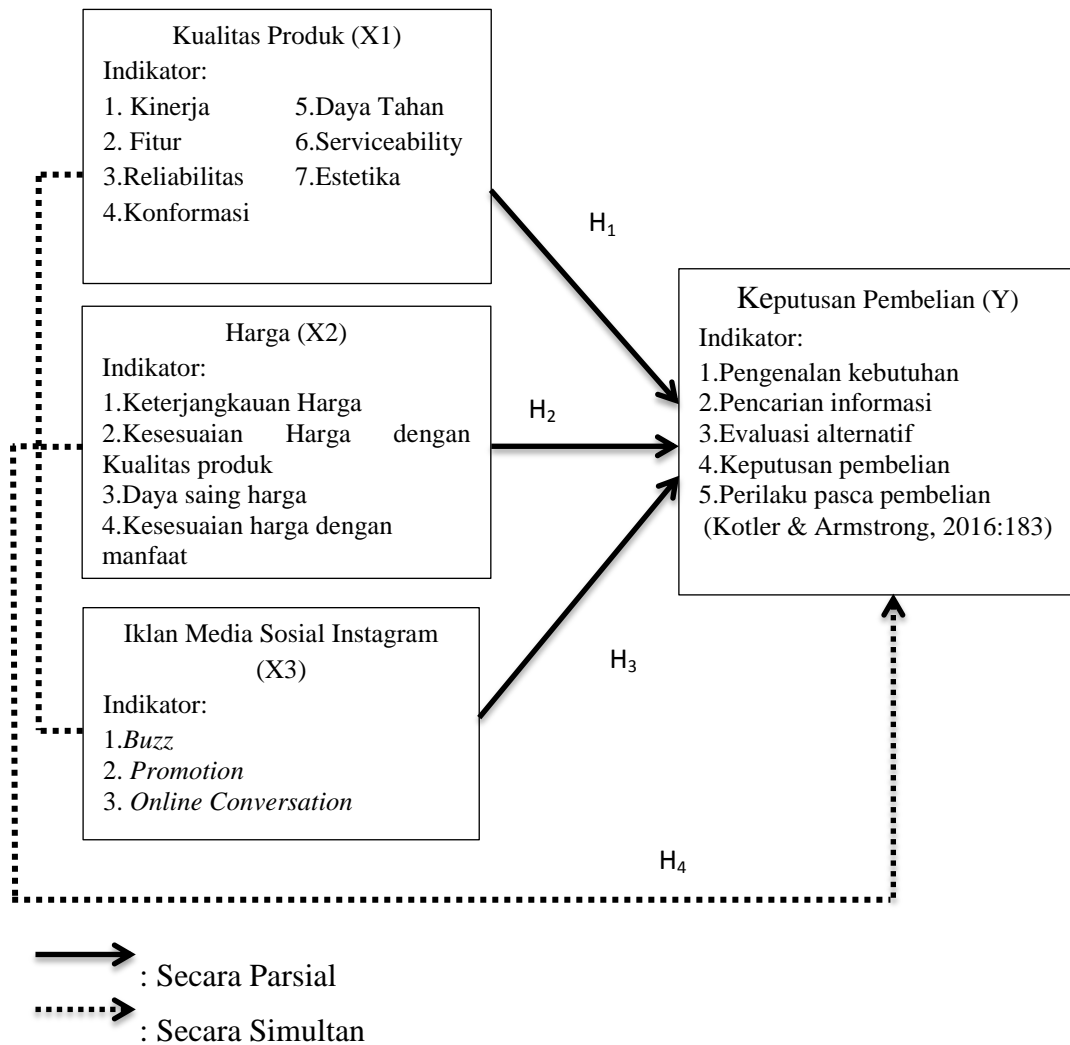 Kualitas Produk (X1)
Indikator:
1. Kinerja 5.Daya Tahan
2. Fitur 6.Serviceability
3.Reliabilitas 7.Estetika
4.Konformasi
H1
Keputusan Pembelian (Y)
Indikator:
1.Pengenalan kebutuhan
2.Pencarian informasi
3.Evaluasi alternatif
4.Keputusan pembelian
5.Perilaku pasca pembelian
(Kotler & Armstrong, 2016:183)
Harga (X2)
Indikator:
1.Keterjangkauan Harga
2.Kesesuaian Harga dengan
Kualitas produk
3.Daya saing harga
4.Kesesuaian harga dengan
manfaat
H2
Iklan Media Sosial Instagram
(X3)
Indikator:
1.Buzz
2. Promotion
3. Online Conversation
H3
H4
: Secara Parsial
: Secara Simultan